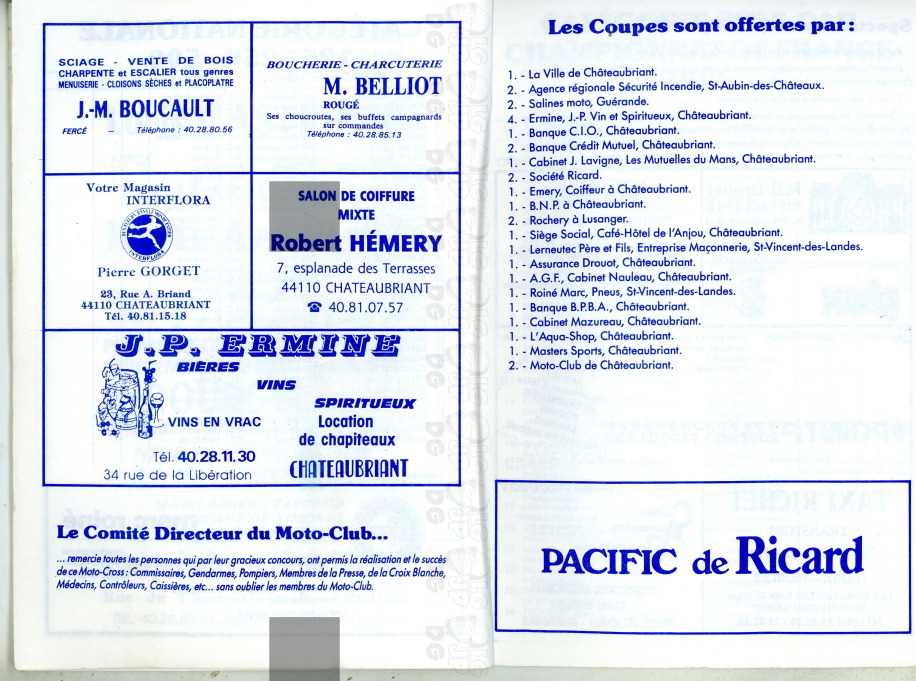 SCIAGE - VENTE DE BOIS
CHARPENTE et ESCALIER tous genres
MENUISERIE - CLOISONS SÈCHES et PLACOPLATRE
J.-M. BOUCAULT
FERCÉ - Téléphone : 40.28.80.56
BOUCHERIE - CHARCUTERIE
M. BELLIOT
ROUGÉ
Ses choucroutes, ses buffets campagnards
sur commandes
Téléphone : 40.28.85.13
Votre Magasin
INTERFLORA
INTERFLORA
Pierre GORGET
23, Rue A. Briand
44110 CHATEAUBRIANT
Tél. 40.81.15.18
SALON DE COIFFURE
MIXTE
Robert HÉMERY
7, esplanade des Terrasses
44110 CHATEAUBRIANT
☎ 40.81.07.57
J.P. ERMINE
BIÈRES
VINS
SPIRITUEUX
VINS EN VRAC
Location
de chapiteaux
Tél. 40.28.11.30
34 rue de la Libération
CHATEAUBRIANT
Le Comité Directeur du Moto-Club...
... remercie toutes les personnes qui par leur gracieux concours, ont permis la réalisation et le succès
de ce Moto-Cross : Commissaires, Gendarmes, Pompiers, Membres de la Presse, de la Croix Blanche,
Médecins, Contrôleurs, Caissières, etc... sans oublier les membres du Moto-Club.
Les Coupes sont offertes par :
1. - La Ville de Châteaubriant.
2. - Agence régionale Sécurité Incendie, St-Aubin-des-Châteaux.
2. - Salines moto, Guérande.
4. - Ermine, J.-P. Vin et Spiritueux, Châteaubriant.
1. - Banque C.I.O., Châteaubriant.
2. - Banque Crédit Mutuel, Châteaubriant.
1. - Cabinet J. Lavigne, Les Mutuelles du Mans, Châteaubriant.
2. - Société Ricard.
1. - Emery, Coiffeur à Châteaubriant.
1. - B.N.P. à Châteaubriant.
2. - Rochery à Lusanger.
1. - Siège Social, Café-Hôtel de l'Anjou, Châteaubriant.
1. - Lerneutec Père et Fils, Entreprise Maçonnerie, St-Vincent-des-Landes.
1. - Assurance Drouot, Châteaubriant.
1. - A.G.F., Cabinet Nauleau, Châteaubriant.
1. - Roiné Marc, Pneus, St-Vincent-des-Landes.
1. - Banque B.P.B.A., Châteaubriant.
1. - Cabinet Mazureau, Châteaubriant.
1. - L'Aqua-Shop, Châteaubriant.
1. - Masters Sports, Châteaubriant.
2. - Moto-Club de Châteaubriant.
PACIFIC de Ricard